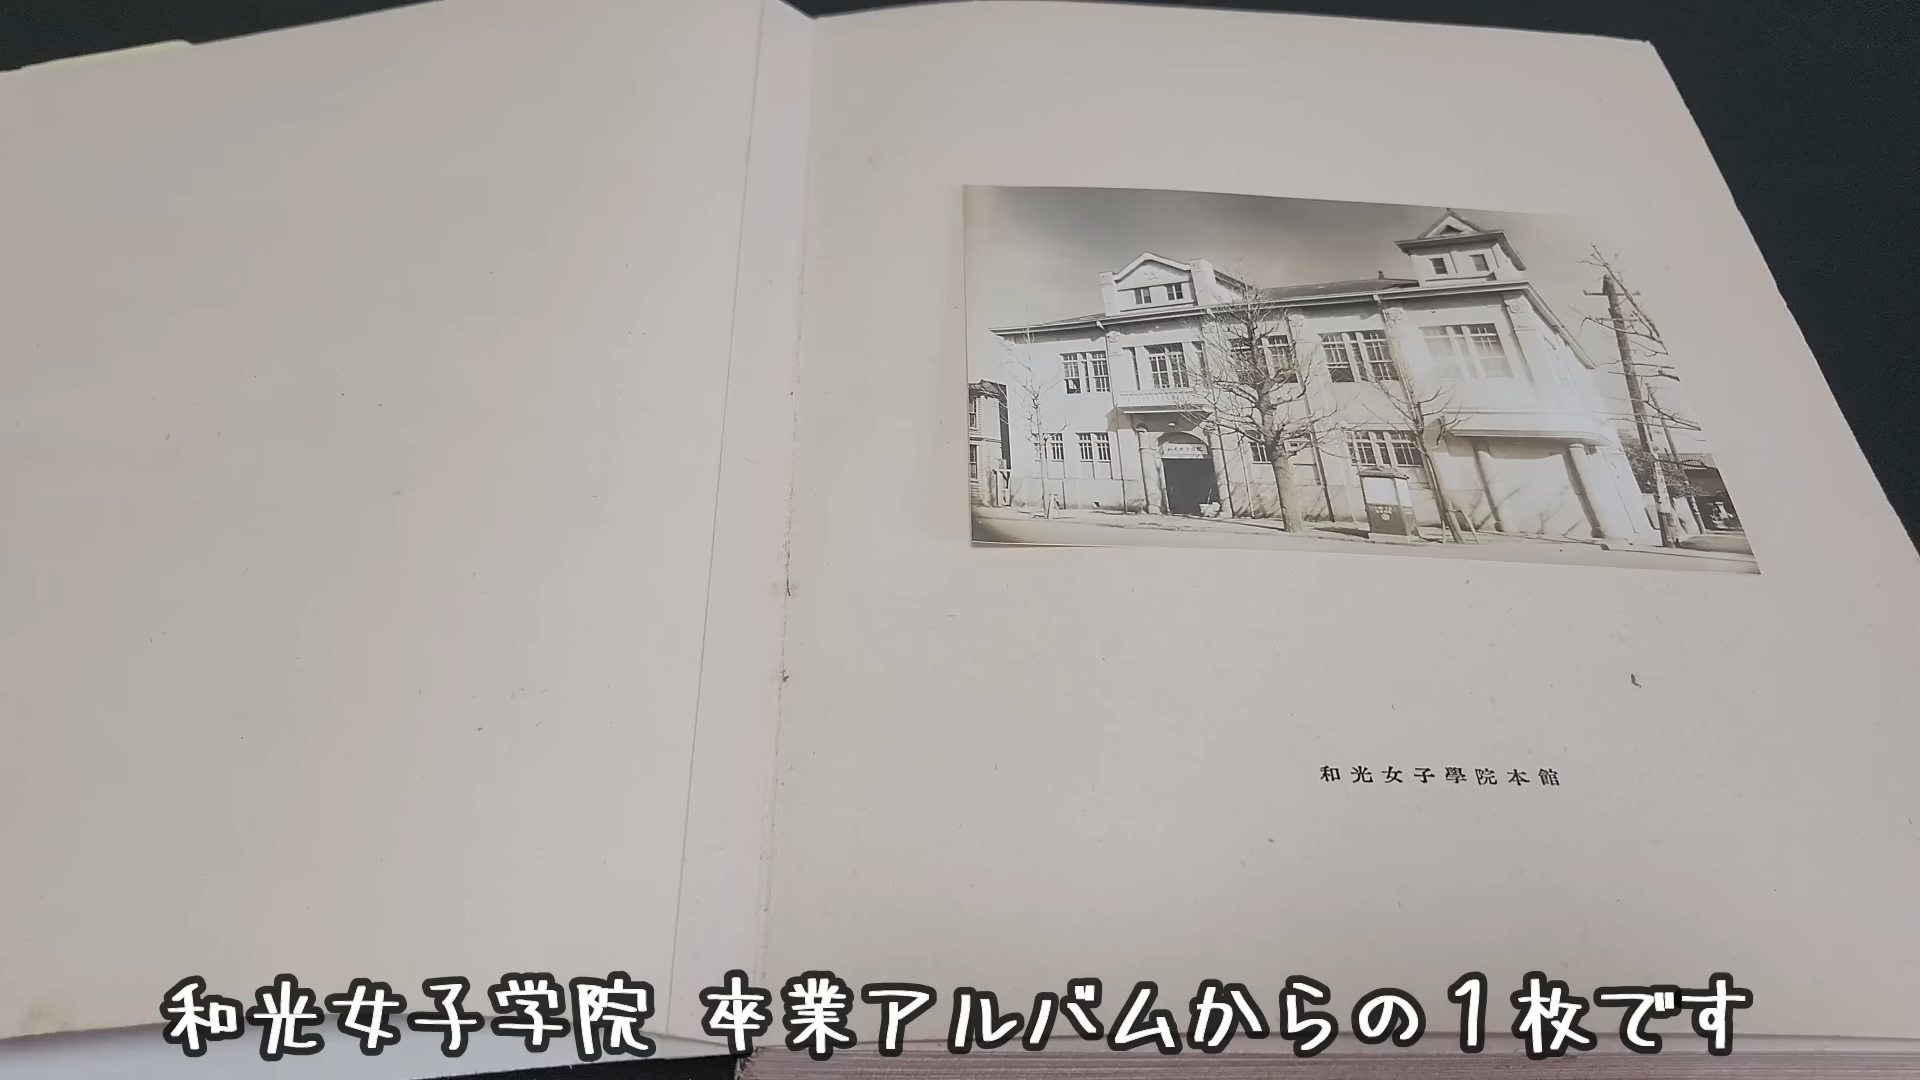 和光女子學院本館
和光女子学院 卒業アルバムからの1枚です